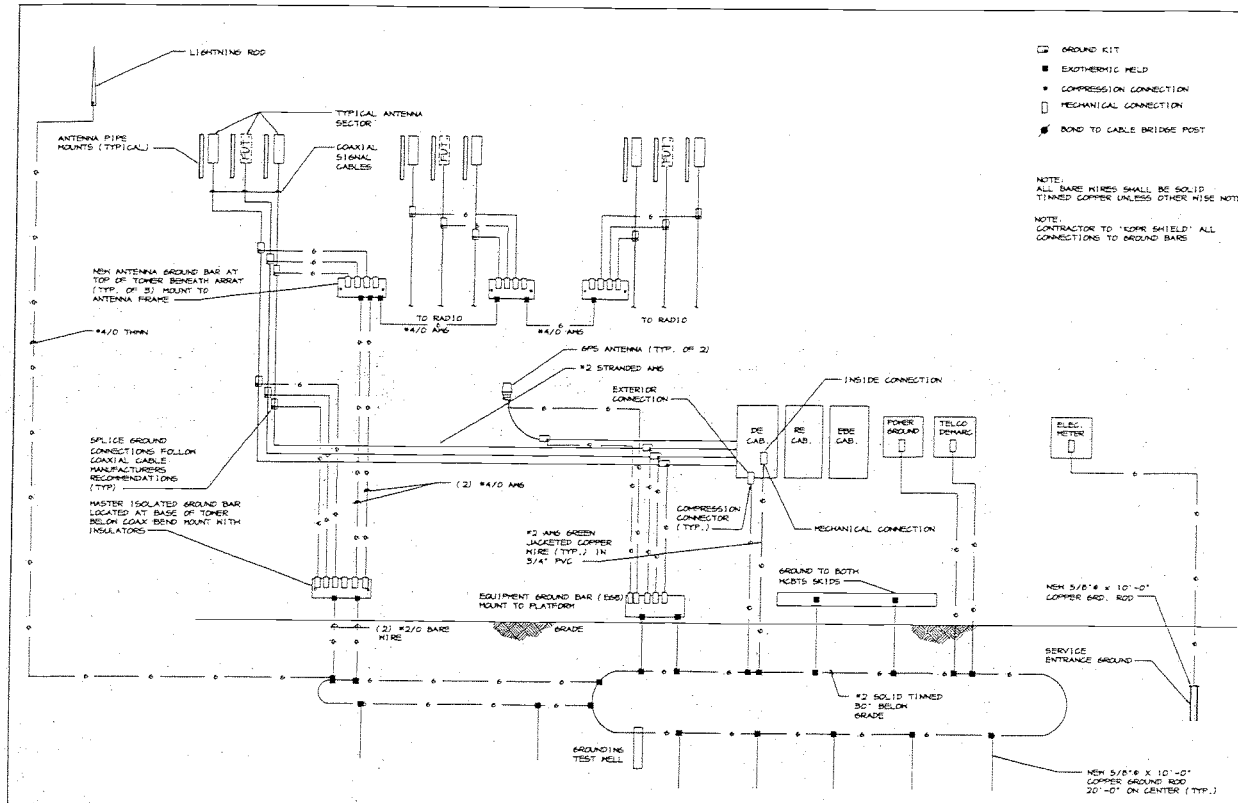 LIGHTNING ROD
TYPICAL ANTENNA
SECTOR
ANTENNA PIPE
MOUNTS (TYPICAL)
COAXIAL
SIGNAL
CABLES
FUT
FUT
FUT
GROUND KIT
EXOTHERMIC WELD
COMPRESSION CONNECTION
MECHANICAL CONNECTION
BOND TO CABLE BRIDGE POST
NOTE:
ALL BARE WIRES SHALL BE SOLID
TINNED COPPER UNLESS OTHER WISE NOT
NOTE:
CONTRACTOR TO 'KOPR SHIELD' ALL
CONNECTIONS TO GROUND BARS
NEW ANTENNA GROUND BAR AT
TOP OF TOWER BENEATH ARRAT
(TYP. OF 3) MOUNT TO
ANTENNA FRAME
TO RADIO
#4/0 AWG
#4/0 AWG
TO RADIO
#4/0 THWN
GPS ANTENNA (TYP. OF 2)
#2 STRANDED AWG
EXTERIOR
CONNECTION
INSIDE CONNECTION
DE
CAB.
RE
CAB.
EBE
CAB.
POWER
GROUND
TELCO
DEMARC
ELEC.
METER
SPLICE GROUND
CONNECTIONS FOLLOW
COAXIAL CABLE
MANUFACTURERS
RECOMMENDATIONS
(TYP)
(2) #4/0 AWG
MASTER ISOLATED GROUND BAR
LOCATED AT BASE OF TOWER
BELOW COAX BEND MOUNT WITH
INSULATORS
COMPRESSION
CONNECTOR
(TYP.)
MECHANICAL CONNECTION
#2 AWG GREEN
JACKETED COPPER
WIRE (TYP.) IN
3/4" PVC
GROUND TO BOTH
MCBTS SKIDS
EQUIPMENT GROUND BAR (EGB)
MOUNT TO PLATFORM
NEW 5/8"Φ X 10'-0"
COPPER GRD. ROD
(2) #2/0 BARE
WIRE
GRADE
SERVICE
ENTRANCE GROUND
#2 SOLID TINNED
30" BELOW
GRADE
GROUNDING
TEST WELL
NEW 5/8"Φ X 10'-0"
COPPER GROUND ROD
20'-0" ON CENTER (TYP.)